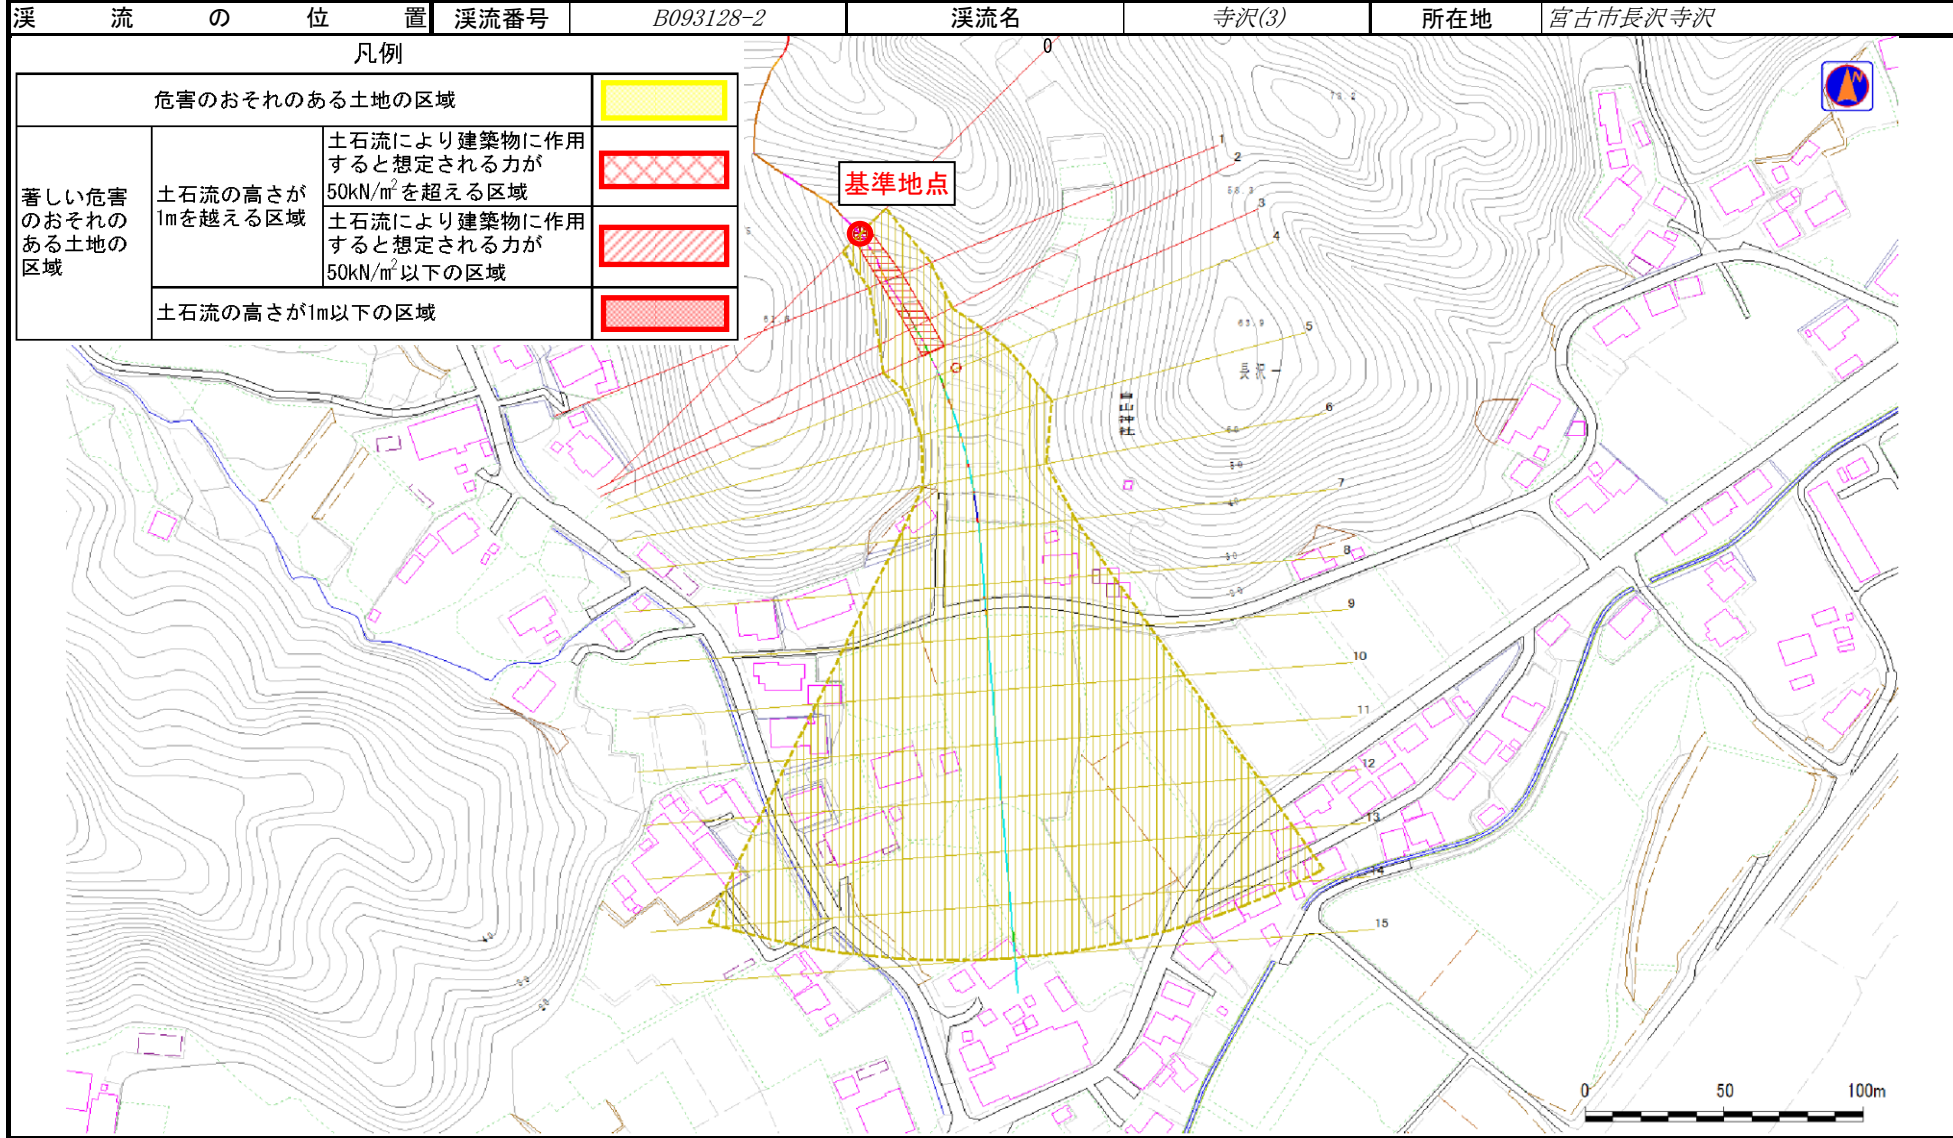 渓流の位置 渓流番号 B093128-2 渓流名 寺沢(3) 所在地 宮古市長沢寺沢
凡例
危害のおそれのある土地の区域
著しい危害
のおそれの
ある土地の
区域
土石流の高さが
1mを越える区域
土石流により建築物に作用
すると想定される力が
50kN/m²を超える区域
土石流により建築物に作用
すると想定される力が
50kN/m²以下の区域
土石流の高さが1m以下の区域
基準地点
N
0
1
2
3
4
5
6
7
8
9
10
11
12
13
14
15
63.9
長沢一
白山神社
0 50 100m